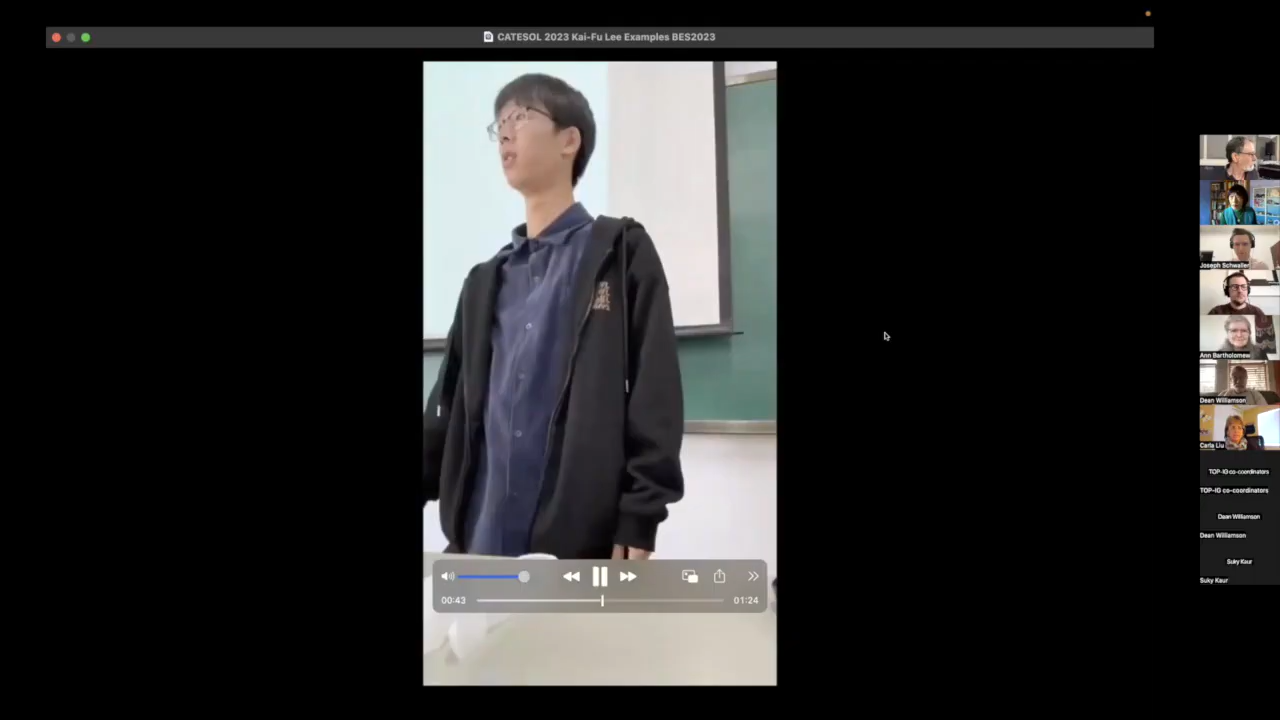 CATESOL 2023 Kai-Fu Lee Examples BES2023
Joseph Schwaller
Ann Bartholomew
Dean Williamson
Carla Liu
TOP-IG co-coordinators
TOP-IG co-coordinators
Dean Williamson
Dean Williamson
Suky Kaur
Suky Kaur
00:43
01:24